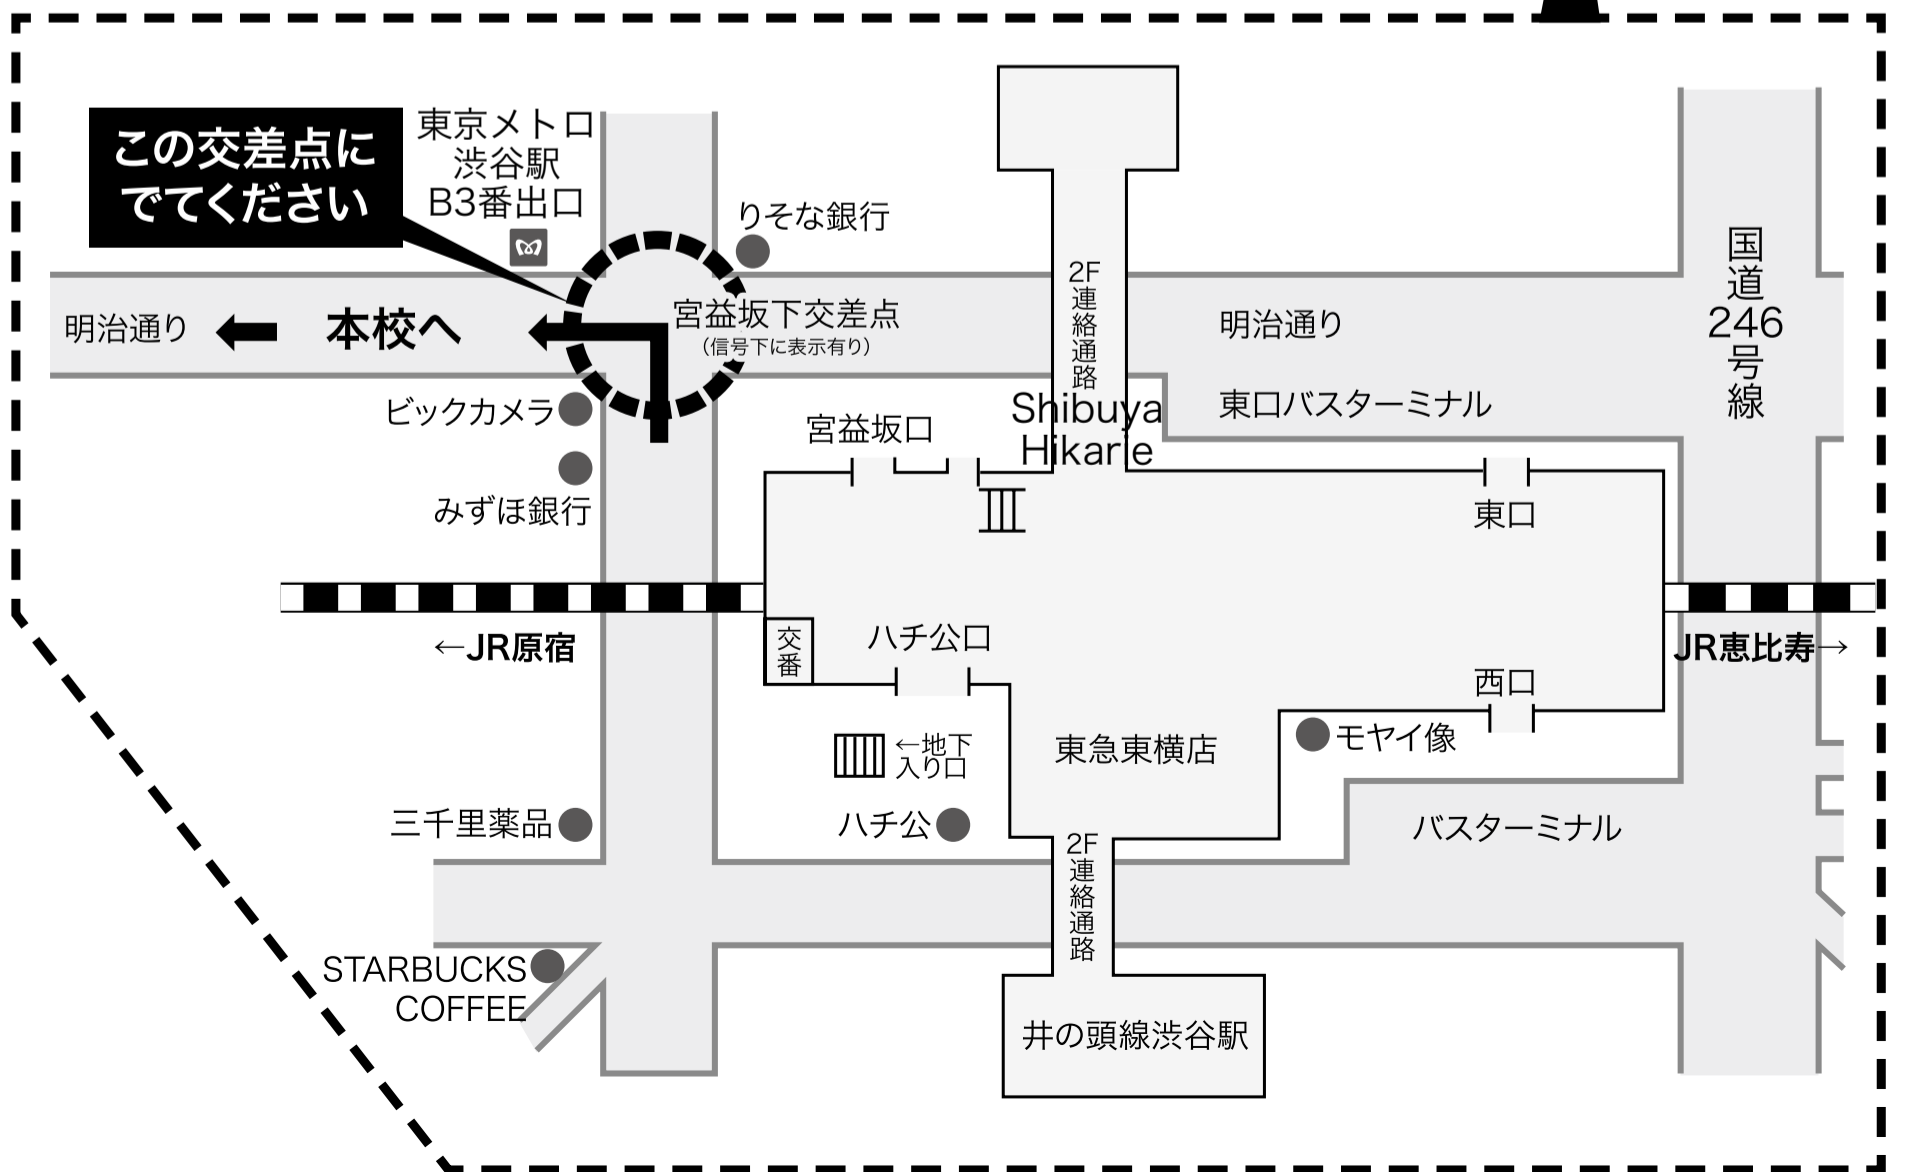 この交差点に
でてください
東京メトロ
渋谷駅
B3番出口
りそな銀行
明治通り
本校へ
宮益坂下交差点
（信号下に表示有り）
2F連絡通路
明治通り
国道246号線
ビックカメラ
宮益坂口
Shibuya
Hikarie
東口バスターミナル
みずほ銀行
東口
←JR原宿
交番
ハチ公口
JR恵比寿→
西口
←地下
入り口
東急東横店
モヤイ像
三千里薬品
ハチ公
バスターミナル
2F連絡通路
STARBUCKS
COFFEE
井の頭線渋谷駅